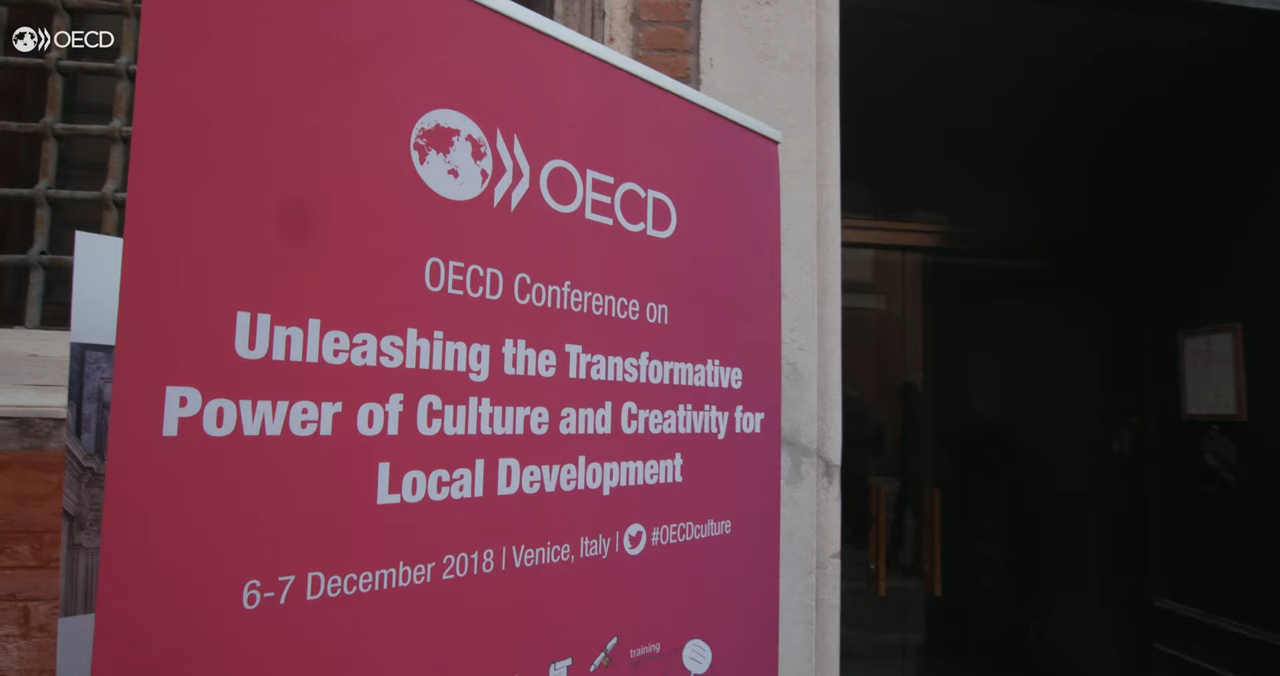 OECD
OECD
OECD Conference on
Unleashing the Transformative
Power of Culture and Creativity for
Local Development
6-7 December 2018 | Venice, Italy | #OECDculture
training